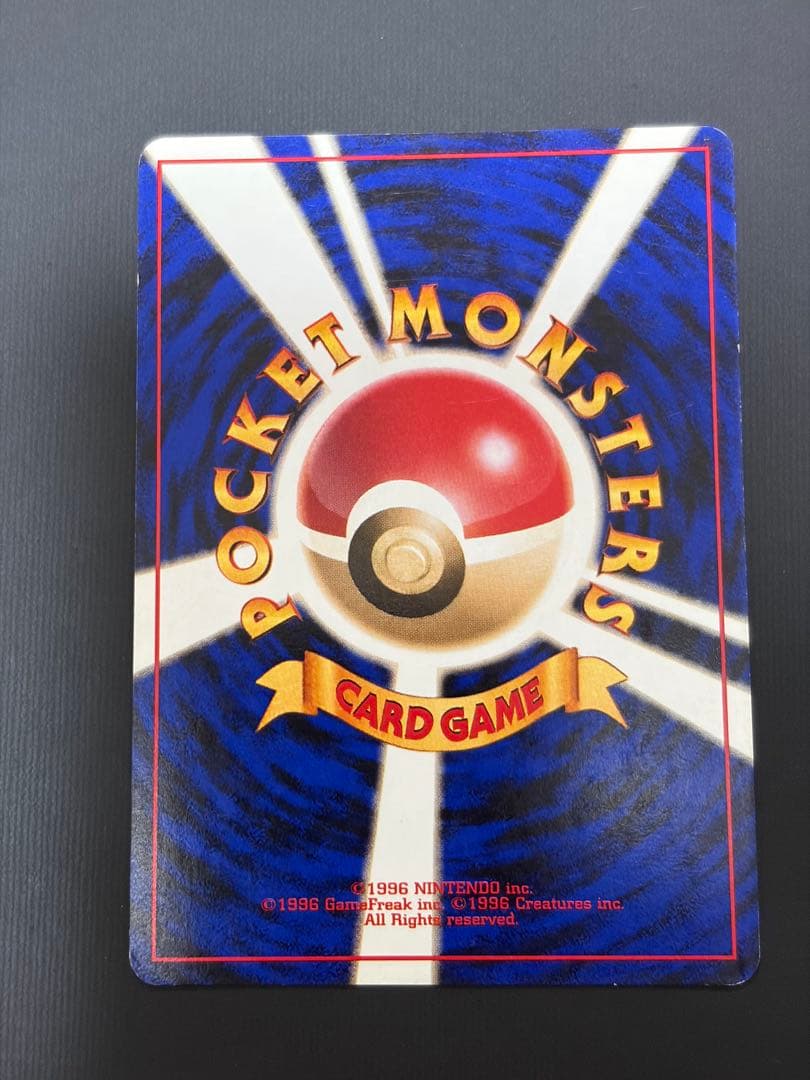 POCKET MONSTERS
CARD GAME
©1996 NINTENDO inc.
©1996 GameFreak inc. ©1996 Creatures inc.
All Rights reserved.